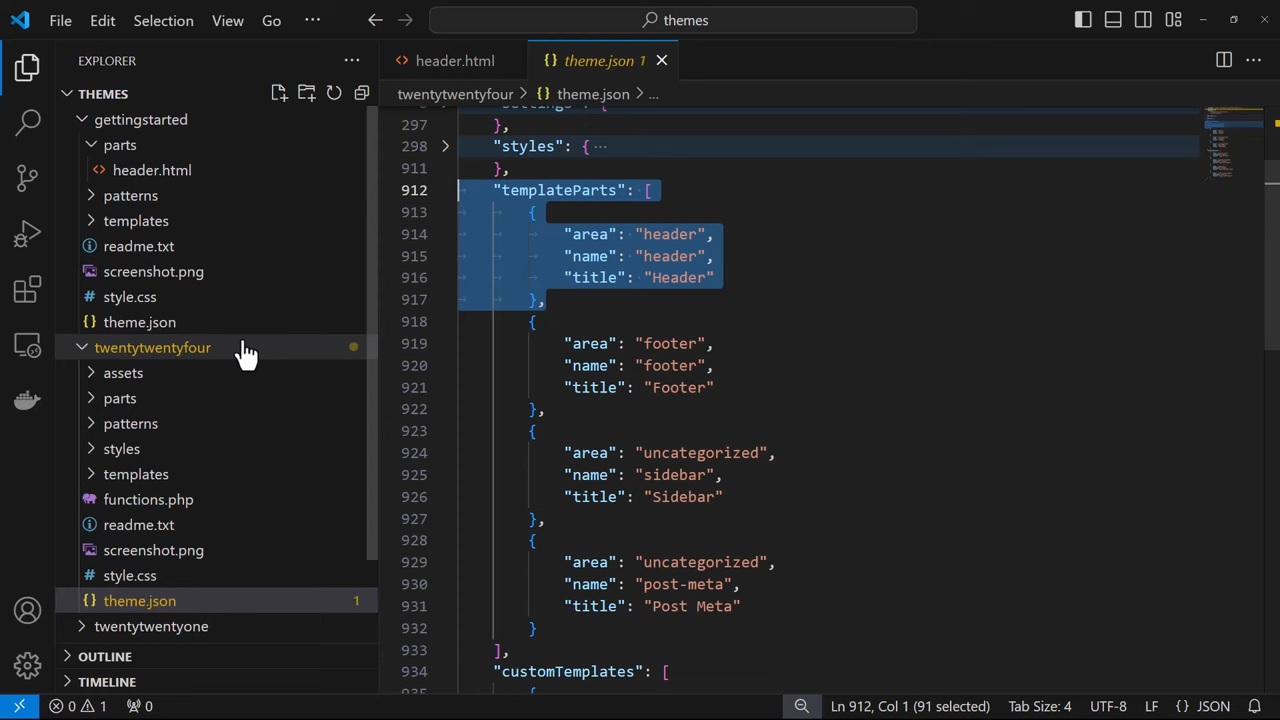 File Edit Selection View Go ··· themes
EXPLORER ···
THEMES
gettingstarted
parts
header.html
patterns
templates
readme.txt
screenshot.png
style.css
theme.json
twentytwentyfour
assets
parts
patterns
styles
templates
functions.php
readme.txt
screenshot.png
style.css
theme.json 1
twentytwentyone
OUTLINE
TIMELINE
header.html
theme.json 1
twentytwentyfour > theme.json > ...
297 },
298 "styles": { ···
911 },
912 "templateParts": [
913 {
914 "area": "header",
915 "name": "header",
916 "title": "Header"
917 },
918 {
919 "area": "footer",
920 "name": "footer",
921 "title": "Footer"
922 },
923 {
924 "area": "uncategorized",
925 "name": "sidebar",
926 "title": "Sidebar"
927 },
928 {
929 "area": "uncategorized",
930 "name": "post-meta",
931 "title": "Post Meta"
932 }
933 ],
934 "customTemplates": [
0 1 0 Ln 912, Col 1 (91 selected) Tab Size: 4 UTF-8 LF {} JSON